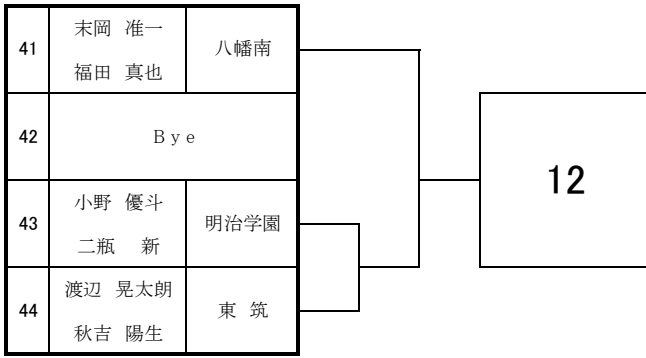 41 末岡 准一 八幡南
福田 真也
42 Bye
12
43 小野 優斗 明治学園
二瓶 新
44 渡辺 晃太朗 東 筑
秋吉 陽生